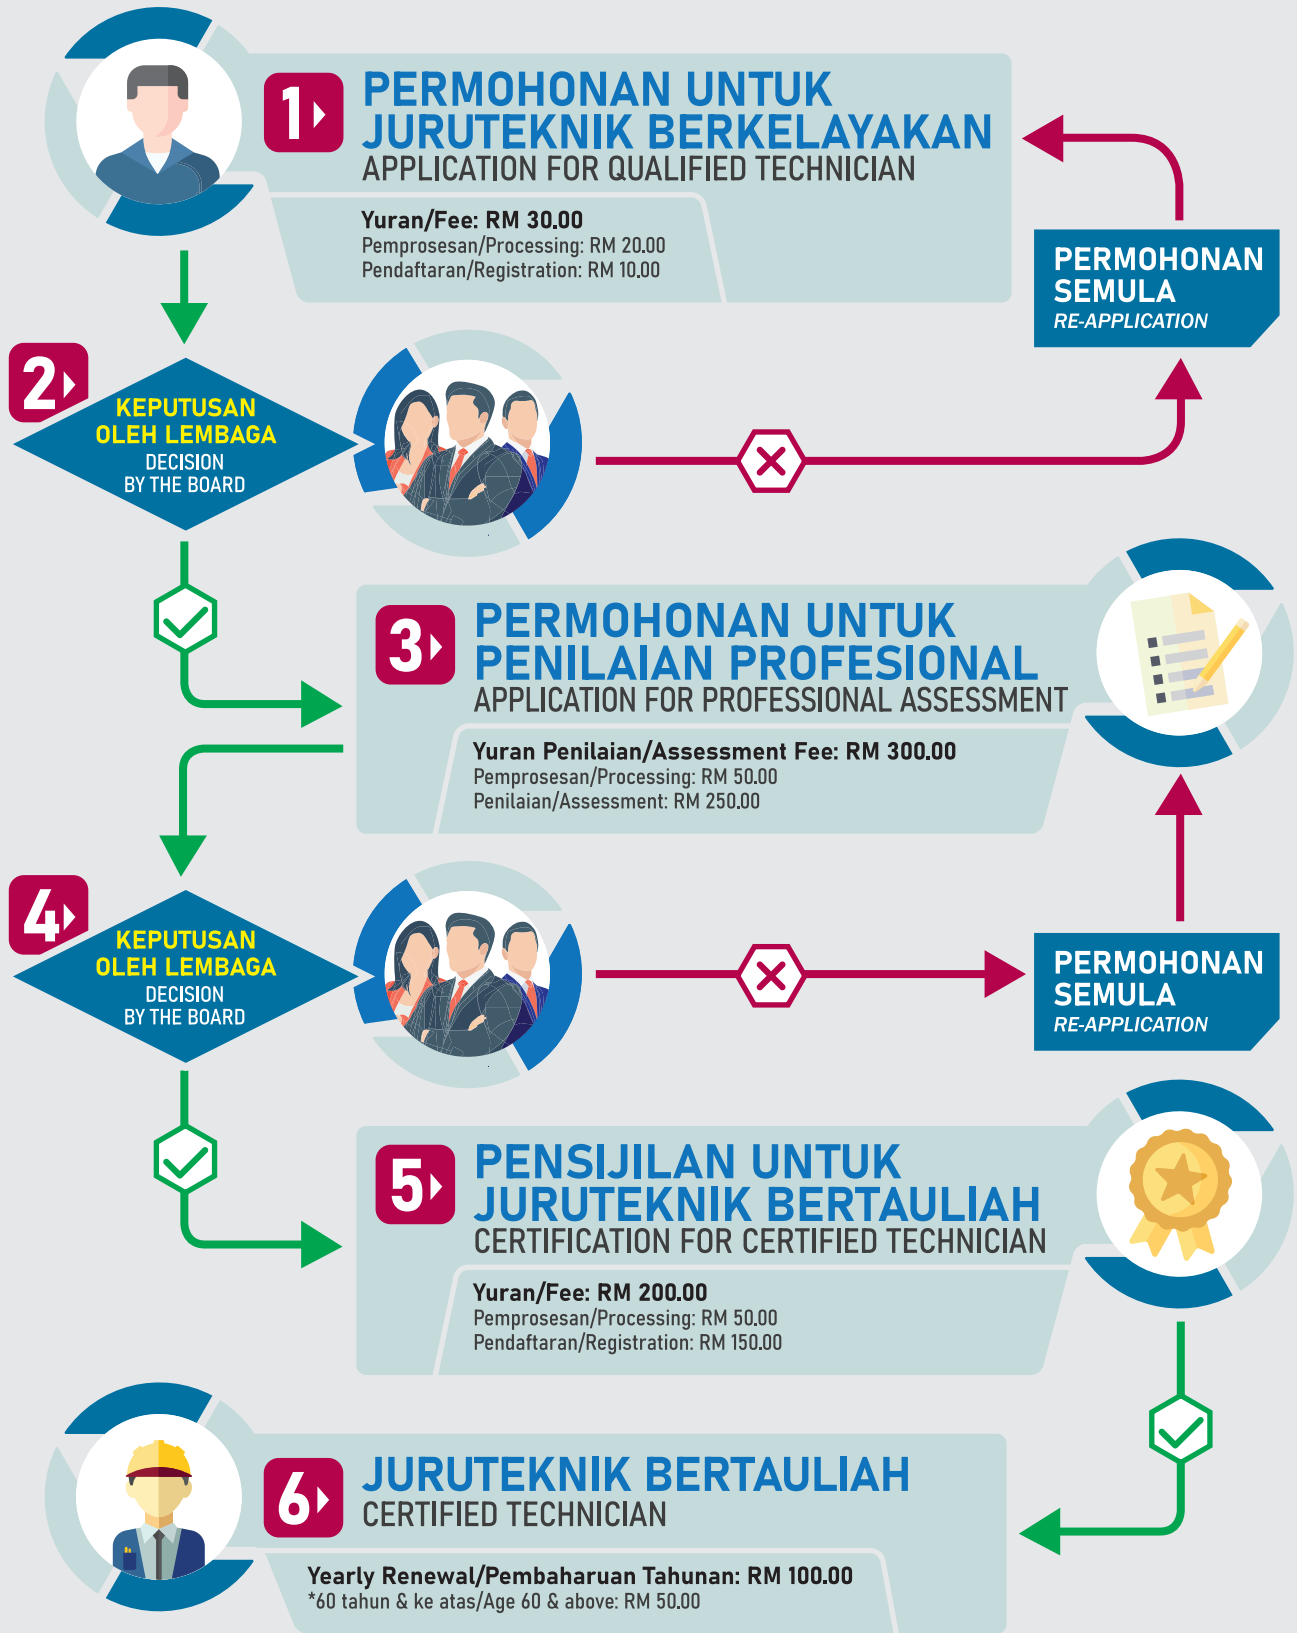 1
PERMOHONAN UNTUK
JURUTEKNIK BERKELAYAKAN
APPLICATION FOR QUALIFIED TECHNICIAN
Yuran/Fee: RM 30.00
Pemprosesan/Processing: RM 20.00
Pendaftaran/Registration: RM 10.00
PERMOHONAN
SEMULA
RE-APPLICATION
2
KEPUTUSAN
OLEH LEMBAGA
DECISION
BY THE BOARD
3
PERMOHONAN UNTUK
PENILAIAN PROFESIONAL
APPLICATION FOR PROFESSIONAL ASSESSMENT
Yuran Penilaian/Assessment Fee: RM 300.00
Pemprosesan/Processing: RM 50.00
Penilaian/Assessment: RM 250.00
4
KEPUTUSAN
OLEH LEMBAGA
DECISION
BY THE BOARD
PERMOHONAN
SEMULA
RE-APPLICATION
5
PENSIJILAN UNTUK
JURUTEKNIK BERTAULIAH
CERTIFICATION FOR CERTIFIED TECHNICIAN
Yuran/Fee: RM 200.00
Pemprosesan/Processing: RM 50.00
Pendaftaran/Registration: RM 150.00
6
JURUTEKNIK BERTAULIAH
CERTIFIED TECHNICIAN
Yearly Renewal/Pembaharuan Tahunan: RM 100.00
*60 tahun & ke atas/Age 60 & above: RM 50.00